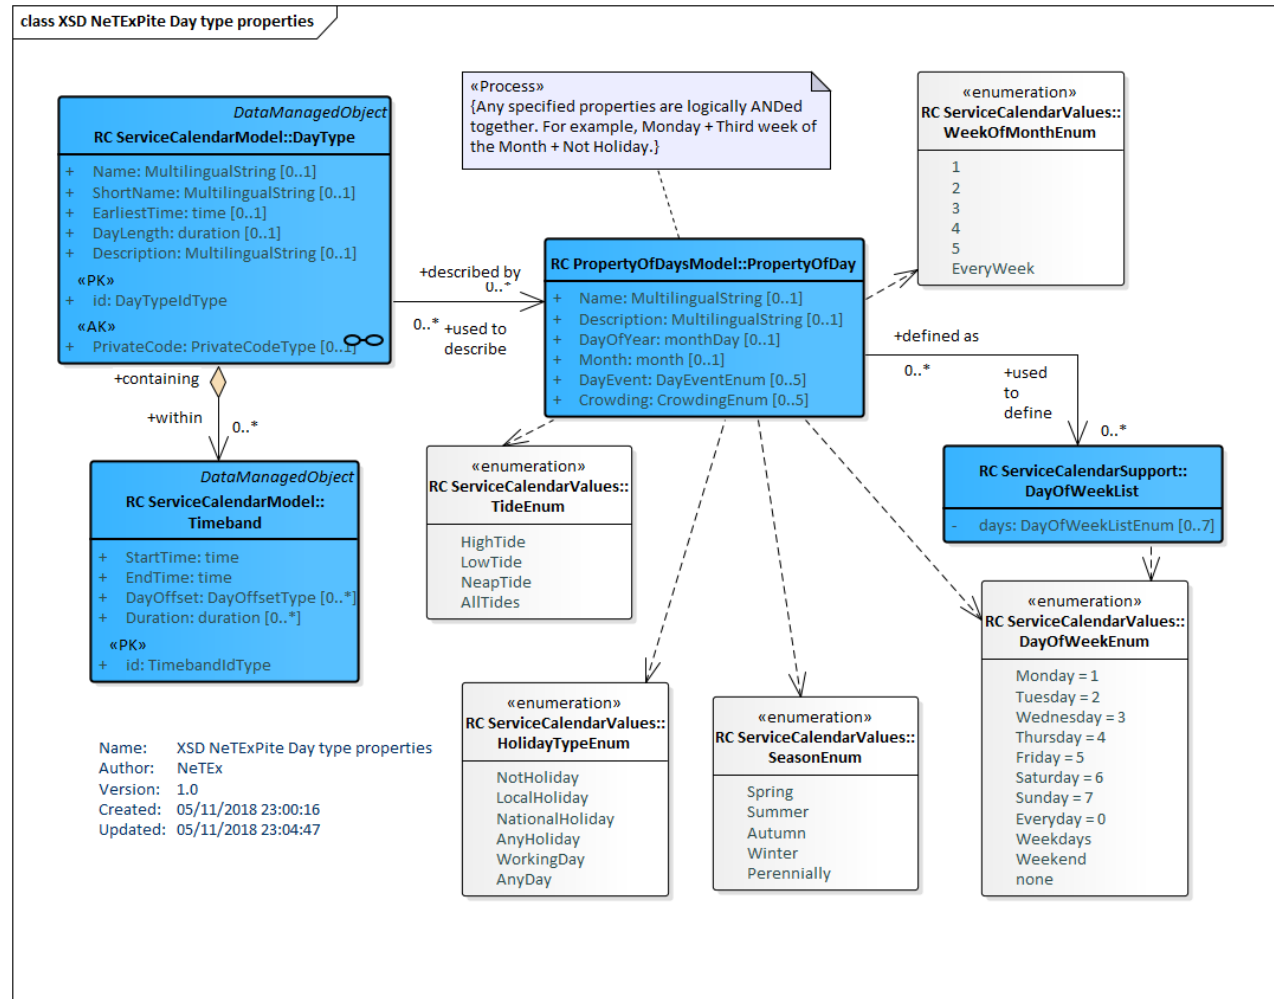 class XSD NeTExPite Day type properties
DataManagedObject
RC ServiceCalendarModel::DayType
+ Name: MultilingualString [0..1]
+ ShortName: MultilingualString [0..1]
+ EarliestTime: time [0..1]
+ DayLength: duration [0..1]
+ Description: MultilingualString [0..1]
«PK»
+ id: DayTypeIdType
«AK»
+ PrivateCode: PrivateCodeType [0..1]
«Process»
{Any specified properties are logically ANDed
together. For example, Monday + Third week of
the Month + Not Holiday.}
«enumeration»
RC ServiceCalendarValues::
WeekOfMonthEnum
1
2
3
4
5
EveryWeek
+described by
0..*
0..*
+used to
describe
RC PropertyOfDaysModel::PropertyOfDay
+ Name: MultilingualString [0..1]
+ Description: MultilingualString [0..1]
+ DayOfYear: monthDay [0..1]
+ Month: month [0..1]
+ DayEvent: DayEventEnum [0..5]
+ Crowding: CrowdingEnum [0..5]
+defined as
0..*
+used
to
define
0..*
+containing
+within
0..*
DataManagedObject
RC ServiceCalendarModel::
Timeband
+ StartTime: time
+ EndTime: time
+ DayOffset: DayOffsetType [0..*]
+ Duration: duration [0..*]
«PK»
+ id: TimebandIdType
«enumeration»
RC ServiceCalendarValues::
TideEnum
HighTide
LowTide
NeapTide
AllTides
RC ServiceCalendarSupport::
DayOfWeekList
- days: DayOfWeekListEnum [0..7]
«enumeration»
RC ServiceCalendarValues::
DayOfWeekEnum
Monday = 1
Tuesday = 2
Wednesday = 3
Thursday = 4
Friday = 5
Saturday = 6
Sunday = 7
Everyday = 0
Weekdays
Weekend
none
«enumeration»
RC ServiceCalendarValues::
HolidayTypeEnum
NotHoliday
LocalHoliday
NationalHoliday
AnyHoliday
WorkingDay
AnyDay
«enumeration»
RC ServiceCalendarValues::
SeasonEnum
Spring
Summer
Autumn
Winter
Perennially
Name: XSD NeTExPite Day type properties
Author: NeTEx
Version: 1.0
Created: 05/11/2018 23:00:16
Updated: 05/11/2018 23:04:47